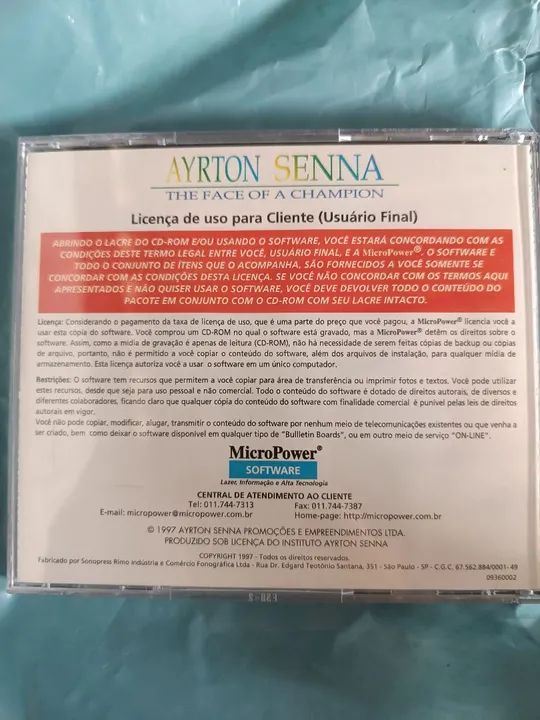 AYRTON SENNA
THE FACE OF A CHAMPION
Licença de uso para Cliente (Usuário Final)
ABRINDO O LACRE DO CD-ROM E/OU USANDO O SOFTWARE, VOCÊ ESTARÁ CONCORDANDO COM AS
CONDIÇÕES DESTE TERMO LEGAL ENTRE VOCÊ, USUÁRIO FINAL, E A MicroPower®. O SOFTWARE E
TODO O CONJUNTO DE ÍTENS QUE O ACOMPANHA, SÃO FORNECIDOS A VOCÊ SOMENTE SE
CONCORDAR COM AS CONDIÇÕES DESTA LICENÇA. SE VOCÊ NÃO CONCORDAR COM OS TERMOS AQUI
APRESENTADOS E NÃO QUISER USAR O SOFTWARE, VOCÊ DEVE DEVOLVER TODO O CONTEÚDO DO
PACOTE EM CONJUNTO COM O CD-ROM COM SEU LACRE INTACTO.
Licença: Considerando o pagamento da taxa de licença de uso, que é uma parte do preço que você pagou, a MicroPower® licencia você a
usar esta cópia do software. Você comprou um CD-ROM no qual o software está gravado, mas a MicroPower® detêm os direitos sobre o
software. Assim, como a mídia de gravação é apenas de leitura (CD-ROM), não há necessidade de serem feitas cópias de backup ou cópias
de arquivo, portanto, não é permitido a você copiar o conteúdo do software, além dos arquivos de instalação, para qualquer mídia de
armazenamento. Esta licença autoriza você a usar o software em um único computador.
Restrições: O software tem recursos que permitem a você copiar para área de transferência ou imprimir fotos e textos. Você pode utilizar
estes recursos, desde que seja para uso pessoal e não comercial. Todo o conteúdo do software é dotado de direitos autorais, de diversos e
diferentes colaboradores, ficando claro que qualquer cópia do conteúdo do software com finalidade comercial é punível pelas leis de direitos
autorais em vigor.
Você não pode copiar, modificar, alugar, transmitir o conteúdo do software por nenhum meio de telecomunicações existentes ou que venha a
ser criado, bem como deixar o software disponível em qualquer tipo de "Bullletin Boards", ou em outro meio de serviço "ON-LINE".
MicroPower®
SOFTWARE
Lazer, Informação e Alta Tecnologia
CENTRAL DE ATENDIMENTO AO CLIENTE
Tel: 011.744-7313 Fax: 011.744-7387
E-mail: micropower@micropower.com.br Home-page: http://micropower.com.br
© 1997 AYRTON SENNA PROMOÇÕES E EMPREENDIMENTOS LTDA.
PRODUZIDO SOB LICENÇA DO INSTITUTO AYRTON SENNA
COPYRIGHT 1997 - Todos os direitos reservados.
Fabricado por Sonopress Rimo Indústria e Comércio Fonográfica Ltda - Rua Dr. Edgard Teotônio Santana, 351 - São Paulo - SP - C.G.C. 67.562.884/0001-49
09360002